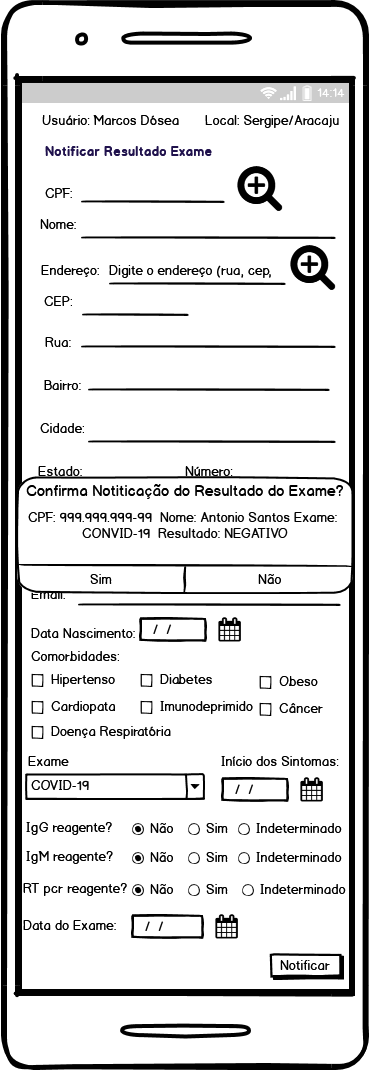 14:14
Usuário: Marcos Dósea Local: Sergipe/Aracaju
Notificar Resultado Exame
CPF:
Nome:
Endereço: Digite o endereço (rua, cep,
CEP:
Rua:
Bairro:
Cidade:
Estado: Número:
Confirma Notiticação do Resultado do Exame?
CPF: 999.999.999-99 Nome: Antonio Santos Exame:
CONVID-19 Resultado: NEGATIVO
Sim Não
Email:
Data Nascimento: / /
Comorbidades:
Hipertenso Diabetes Obeso
Cardiopata Imunodeprimido Câncer
Doença Respiratória
Exame Início dos Sintomas:
COVID-19 / /
IgG reagente? Não Sim Indeterminado
IgM reagente? Não Sim Indeterminado
RT pcr reagente? Não Sim Indeterminado
Data do Exame: / /
Notificar